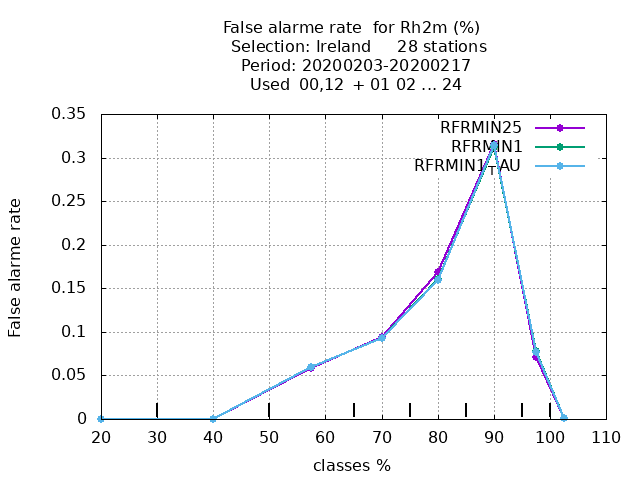 False alarme rate  for Rh2m (%)
Selection: Ireland     28 stations
Period: 20200203-20200217
Used  00,12  + 01 02 ... 24
0.35
0.3
0.25
0.2
0.15
0.1
0.05
0
False alarme rate
RFRMIN25
RFRMIN1
RFRMIN1_AU
20 30 40 50 60 70 80 90 100 110
classes %